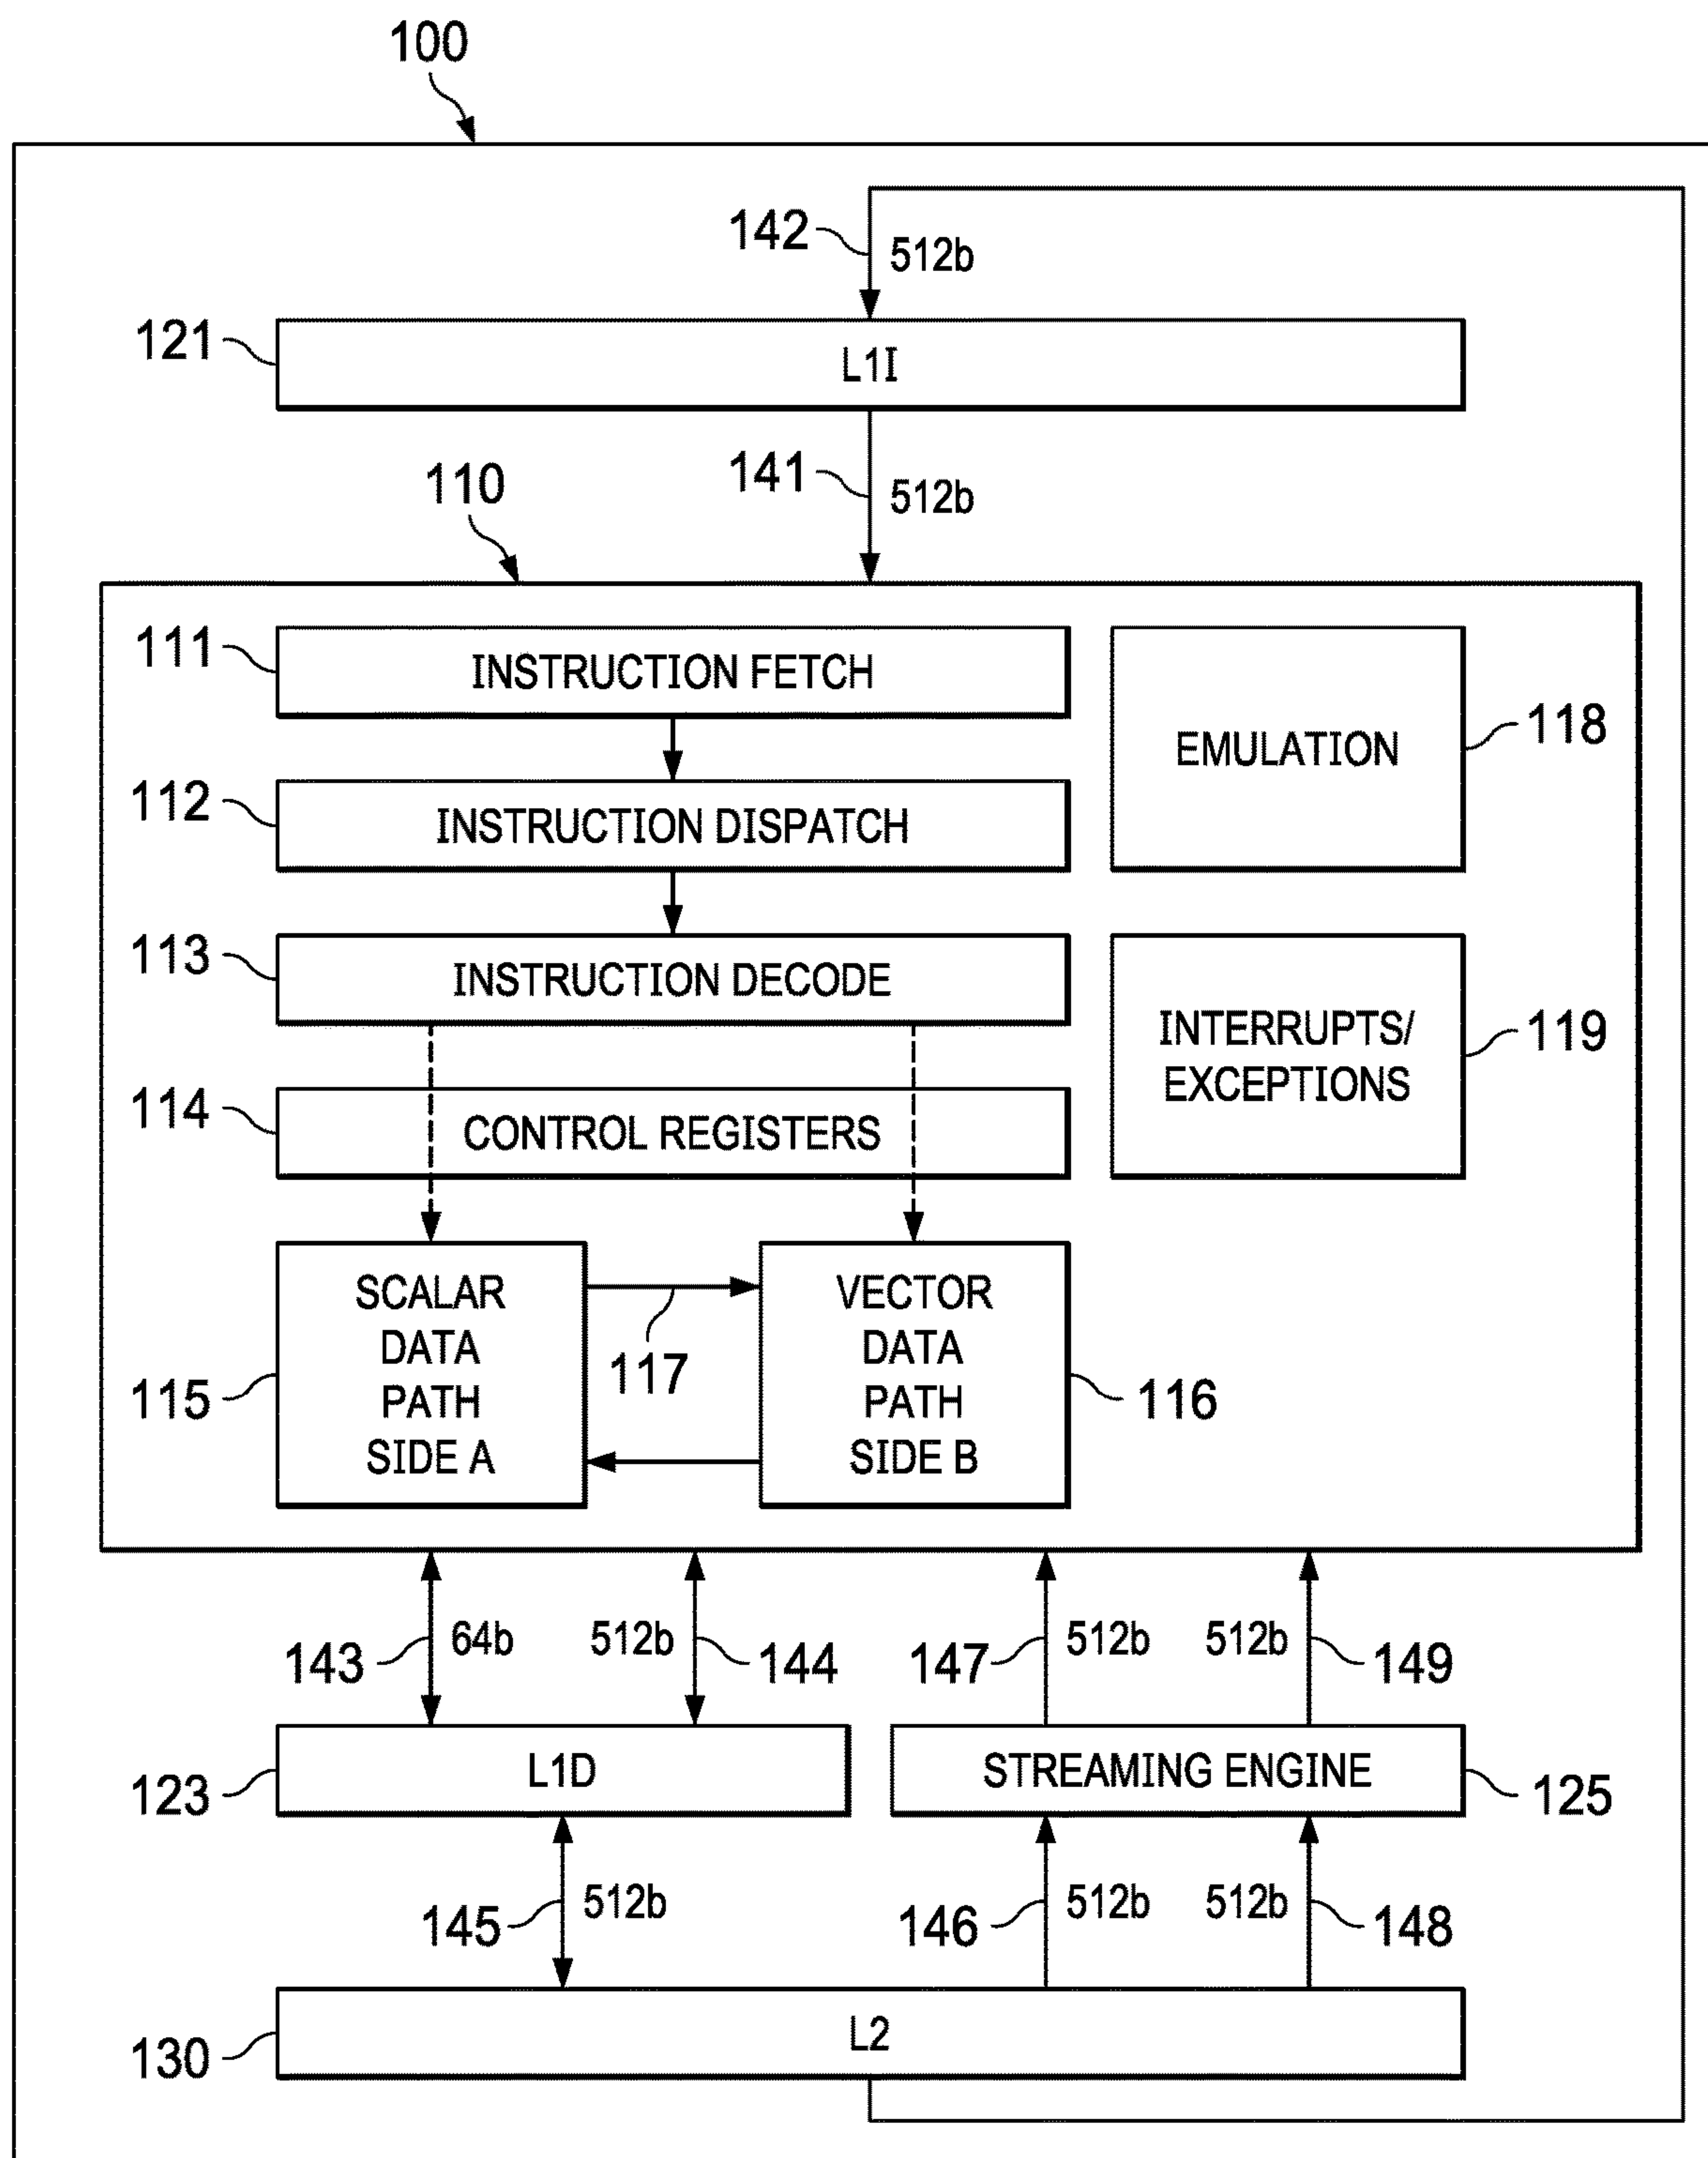 100
142
512b
121
L1I
141
512b
110
111
INSTRUCTION FETCH
118
EMULATION
112
INSTRUCTION DISPATCH
113
INSTRUCTION DECODE
119
INTERRUPTS/
EXCEPTIONS
114
CONTROL REGISTERS
115
SCALAR
DATA
PATH
SIDE A
117
VECTOR
DATA
PATH
SIDE B
116
143
64b
512b
144
147
512b
512b
149
123
L1D
STREAMING ENGINE
125
145
512b
146
512b
512b
148
130
L2